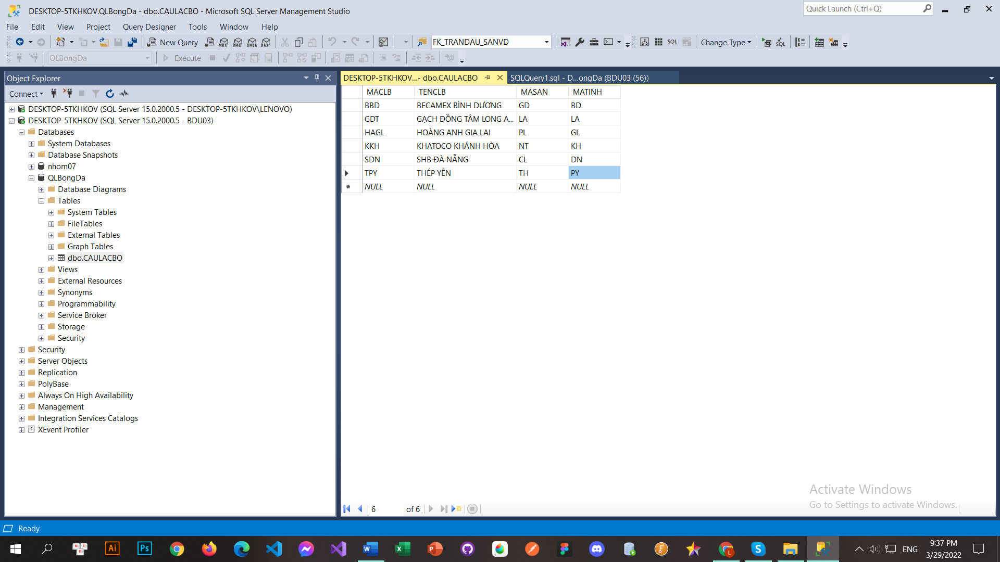 DESKTOP-5TKHKOV.QLBongDa - dbo.CAULACBO - Microsoft SQL Server Management Studio
Quick Launch (Ctrl+Q)
File Edit View Project Query Designer Tools Window Help
New Query MDX DMX XMLA DAX FK_TRANDAU_SANVD SQL Change Type SQL
QLBongDa Execute
Object Explorer
Connect
DESKTOP-5TKHKOV (SQL Server 15.0.2000.5 - DESKTOP-5TKHKOV\LENOVO)
DESKTOP-5TKHKOV (SQL Server 15.0.2000.5 - BDU03)
Databases
System Databases
Database Snapshots
nhom07
QLBongDa
Database Diagrams
Tables
System Tables
FileTables
External Tables
Graph Tables
dbo.CAULACBO
Views
External Resources
Synonyms
Programmability
Service Broker
Storage
Security
Security
Server Objects
Replication
PolyBase
Always On High Availability
Management
Integration Services Catalogs
XEvent Profiler
DESKTOP-5TKHKOV...- dbo.CAULACBO SQLQuery1.sql - D...ongDa (BDU03 (56))
MACLB TENCLB MASAN MATINH
BBD BECAMEX BÌNH DƯƠNG GD BD
GDT GẠCH ĐỒNG TÂM LONG A... LA LA
HAGL HOÀNG ANH GIA LAI PL GL
KKH KHATOCO KHÁNH HÒA NT KH
SDN SHB ĐÀ NẴNG CL DN
TPY THÉP YÊN TH PY
NULL NULL NULL NULL
6 of 6
Activate Windows
Go to Settings to activate Windows.
Ready
Ai Ps
ENG
9:37 PM
3/29/2022